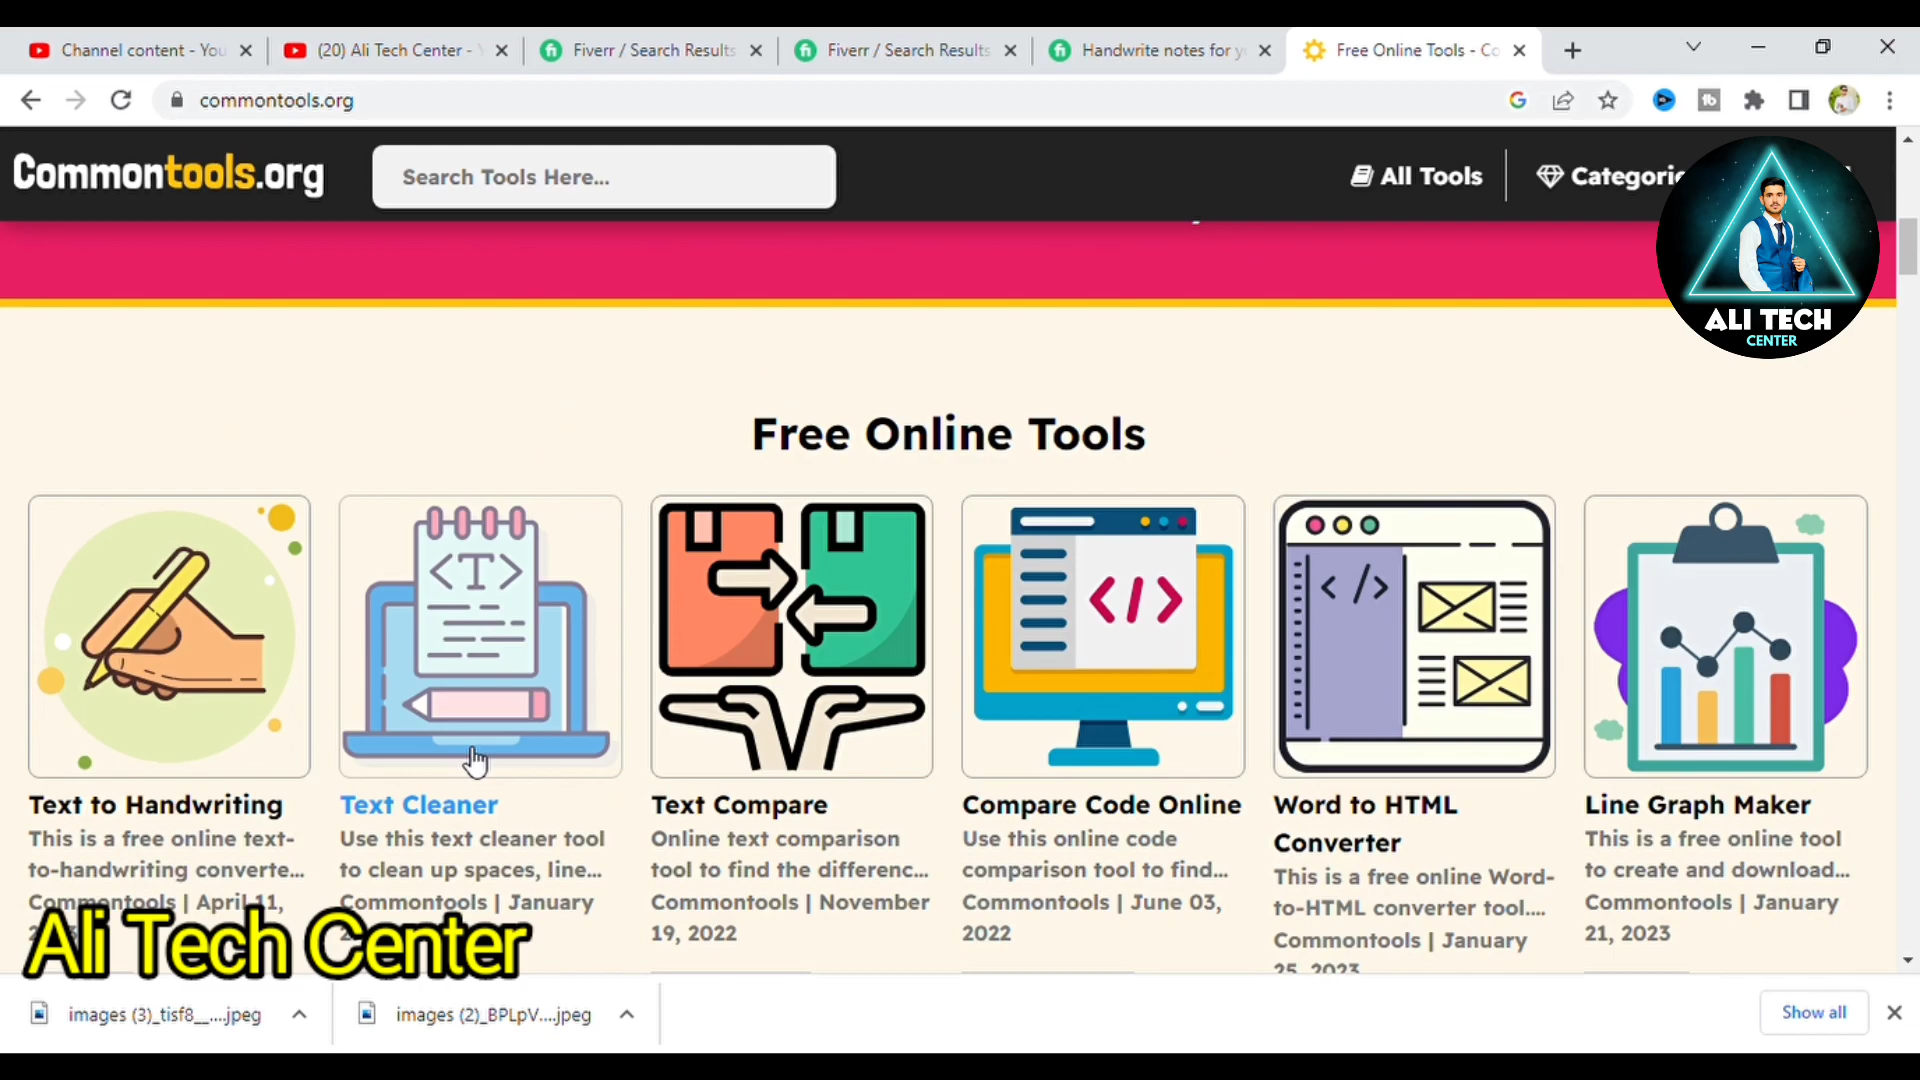 Channel content - You
(20) Ali Tech Center -
Fiverr / Search Results
Fiverr / Search Results
Handwrite notes for y
Free Online Tools - Co
commontools.org
Commontools.org
Search Tools Here...
All Tools
Categorie
ALI TECH
CENTER
Free Online Tools
Text to Handwriting
This is a free online text-
to-handwriting converte...
Commontools | April 11,
Text Cleaner
Use this text cleaner tool
to clean up spaces, line...
Commontools | January
Text Compare
Online text comparison
tool to find the differenc...
Commontools | November
19, 2022
Compare Code Online
Use this online code
comparison tool to find...
Commontools | June 03,
2022
Word to HTML
Converter
This is a free online Word-
to-HTML converter tool....
Commontools | January
25, 2023
Line Graph Maker
This is a free online tool
to create and download...
Commontools | January
21, 2023
Ali Tech Center
images (3)_tisf8__....jpeg
images (2)_BPLpV....jpeg
Show all